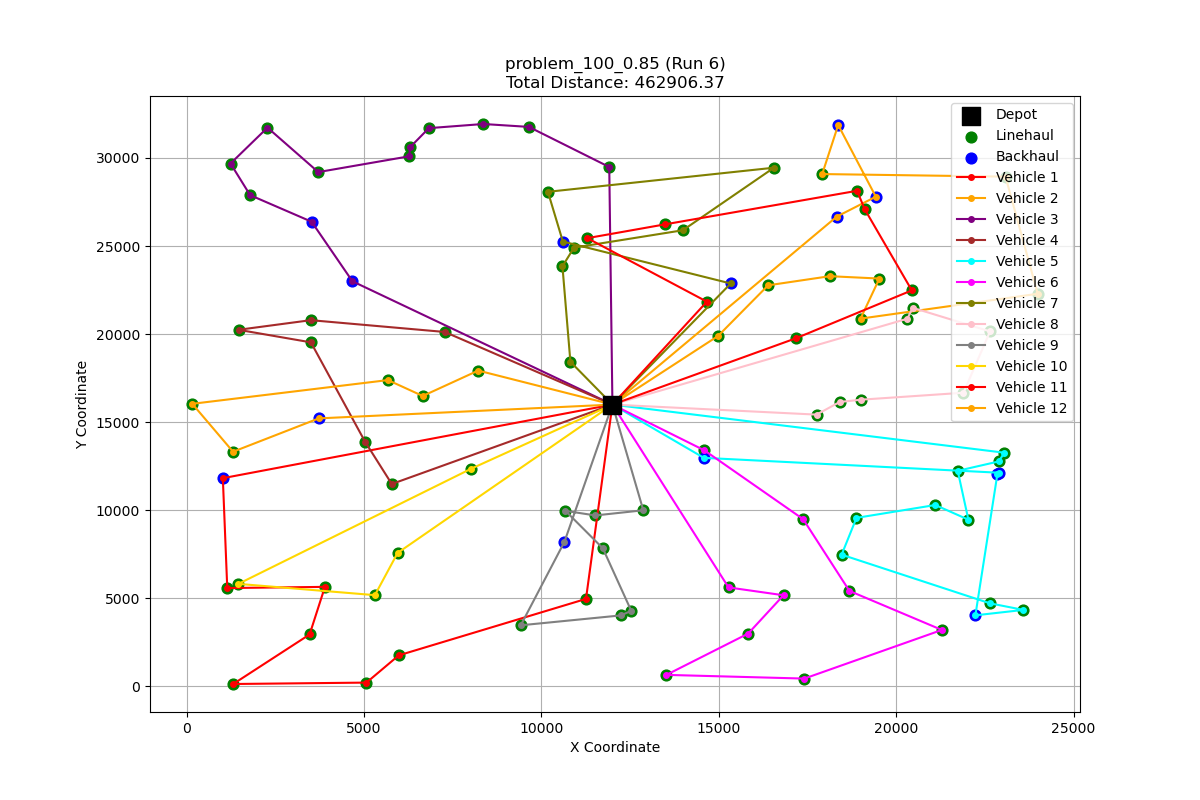 problem_100_0.85 (Run 6)
Total Distance: 462906.37
Y Coordinate
30000
25000
20000
15000
10000
5000
0
0
5000
10000
15000
20000
25000
X Coordinate
Depot
Linehaul
Backhaul
Vehicle 1
Vehicle 2
Vehicle 3
Vehicle 4
Vehicle 5
Vehicle 6
Vehicle 7
Vehicle 8
Vehicle 9
Vehicle 10
Vehicle 11
Vehicle 12